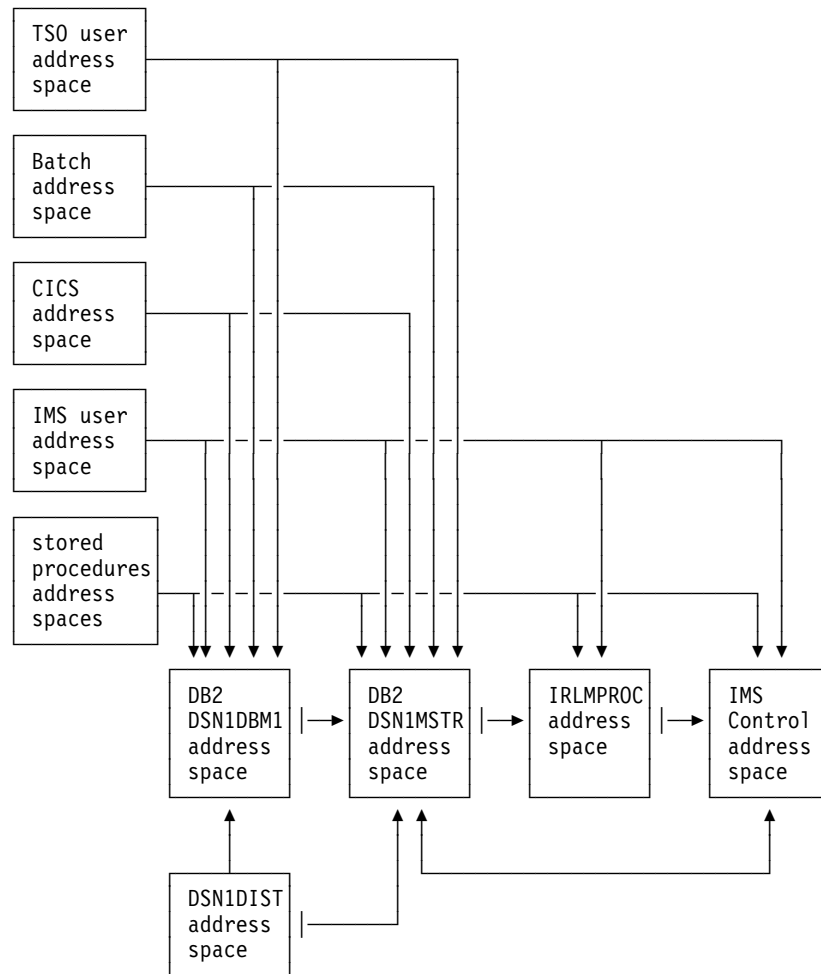 TSO user
address
space
Batch
address
space
CICS
address
space
IMS user
address
space
stored
procedures
address
spaces
DB2
DSN1DBM1
address
space
DB2
DSN1MSTR
address
space
IRLMPROC
address
space
IMS
Control
address
space
DSN1DIST
address
space